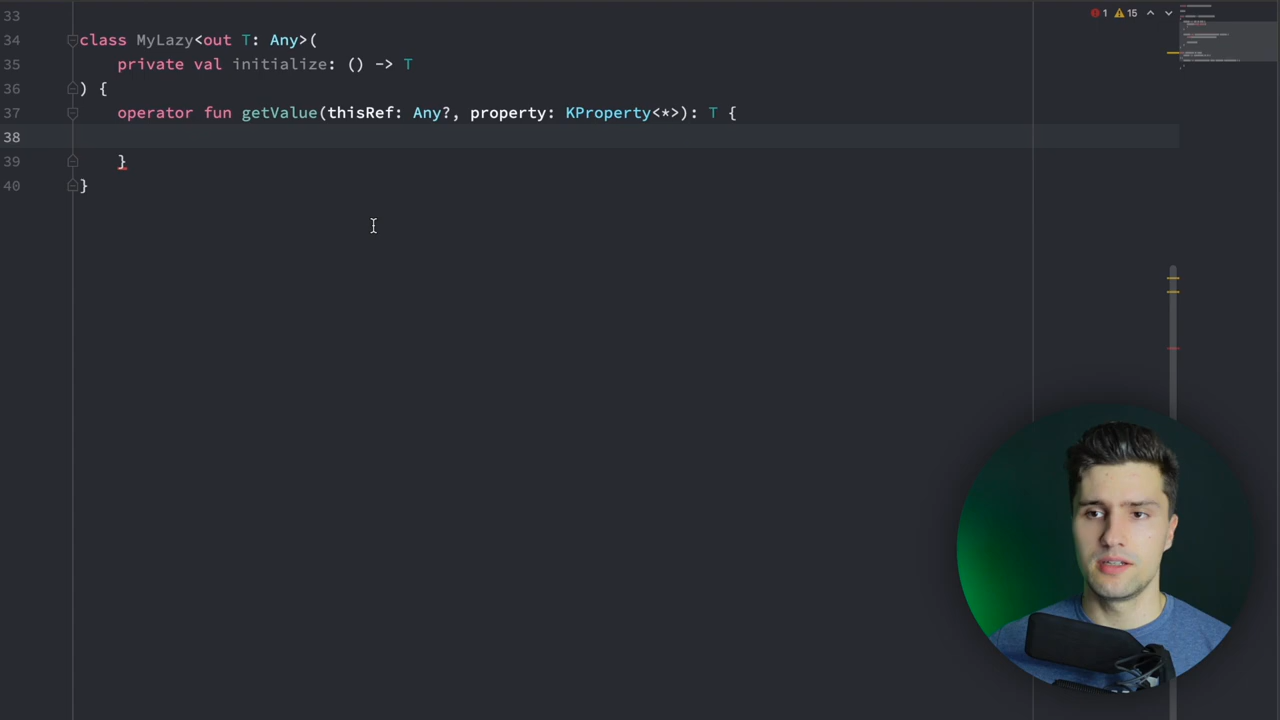 33
1 15
34 class MyLazy<out T: Any>(
35 private val initialize: () -> T
36 ) {
37 operator fun getValue(thisRef: Any?, property: KProperty<*>): T {
38
39 }
40 }